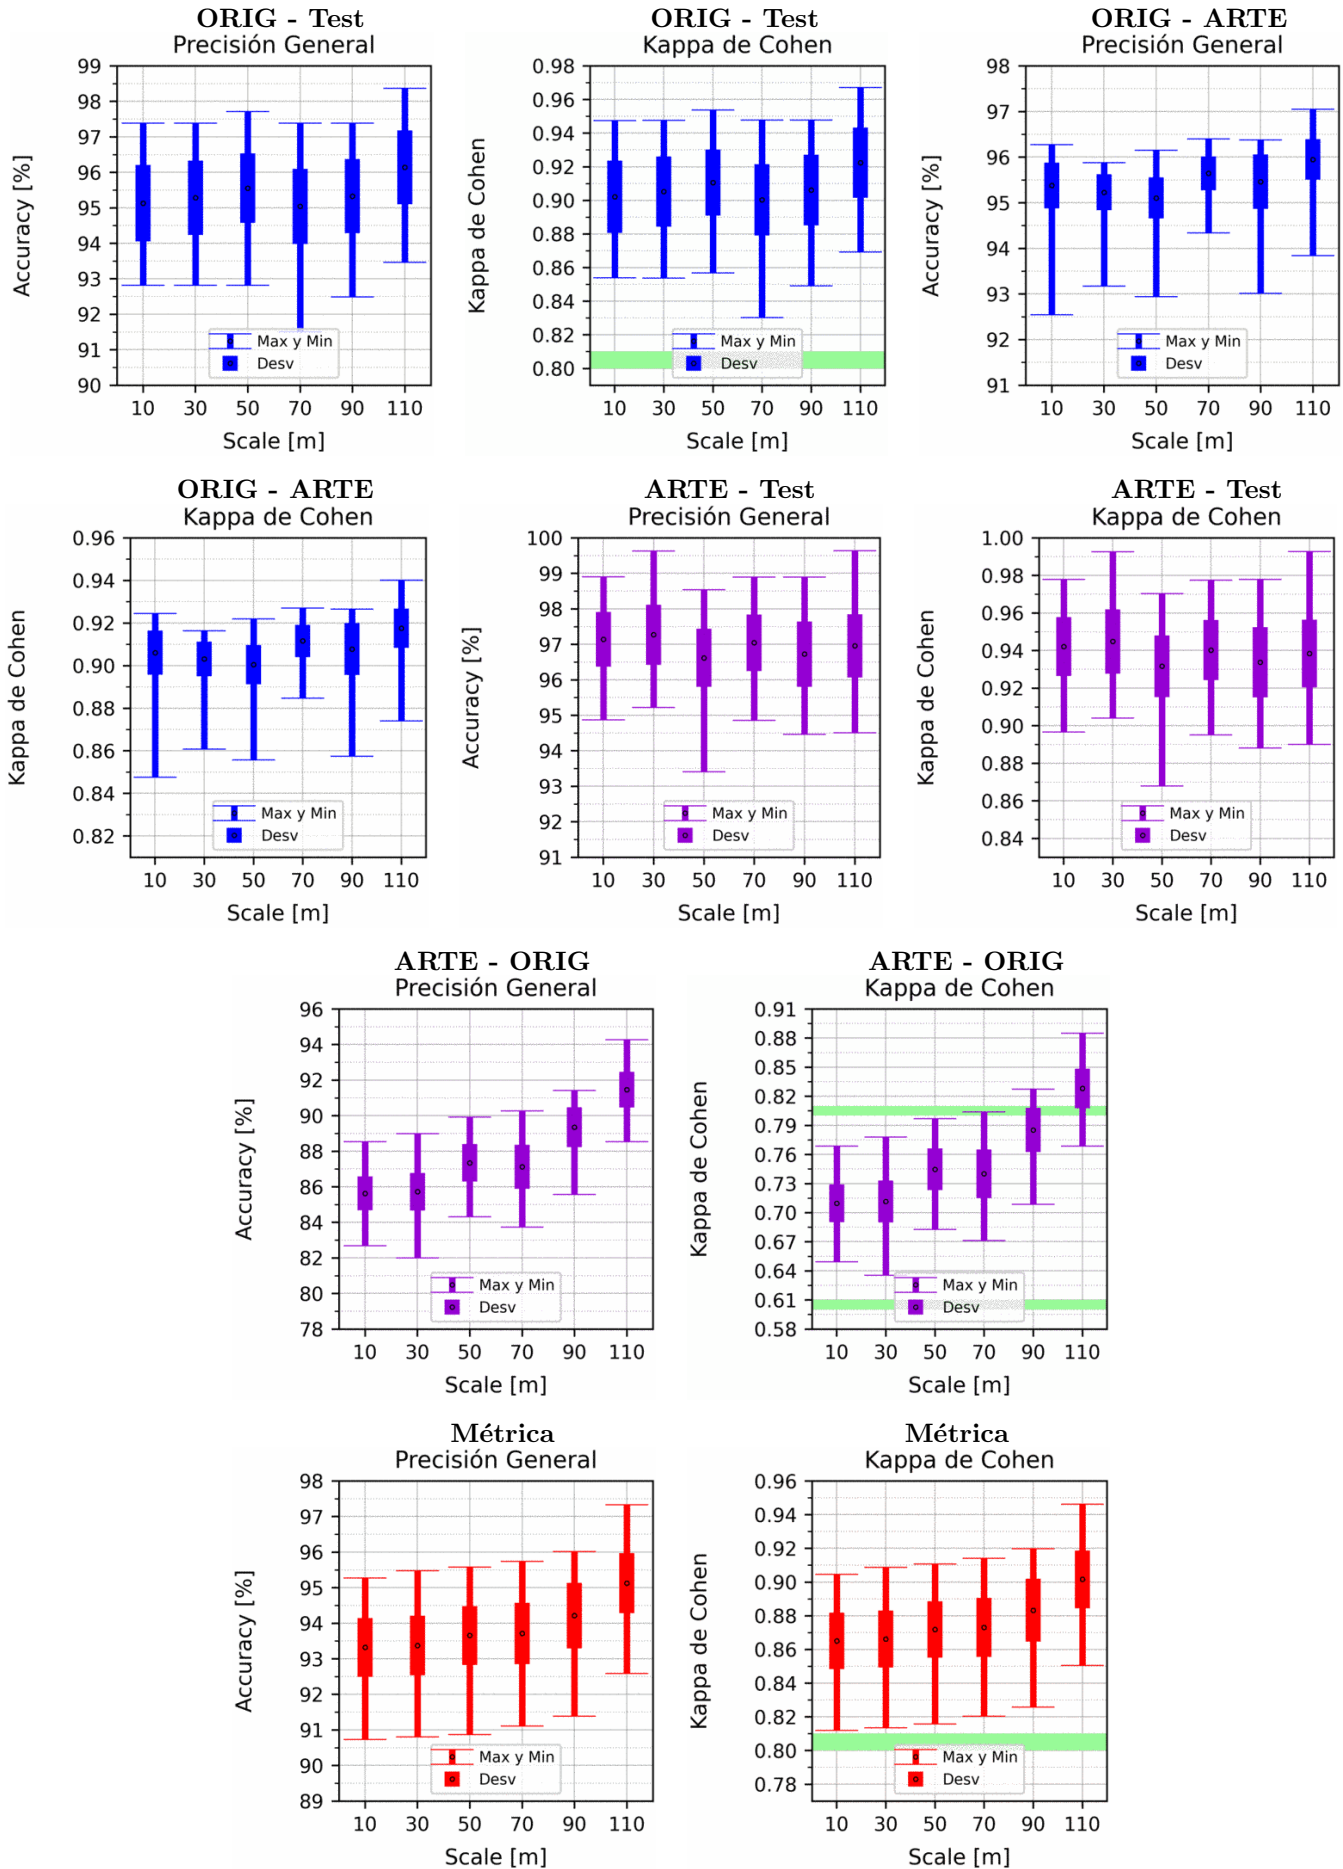 ORIG - Test
Precisión General
Accuracy [%]
99
98
97
96
95
94
93
92
91
90
Max y Min
Desv
10 30 50 70 90 110
Scale [m]
ORIG - Test
Kappa de Cohen
Kappa de Cohen
0.98
0.96
0.94
0.92
0.90
0.88
0.86
0.84
0.82
0.80
Max y Min
Desv
10 30 50 70 90 110
Scale [m]
ORIG - ARTE
Precisión General
Accuracy [%]
98
97
96
95
94
93
92
91
Max y Min
Desv
10 30 50 70 90 110
Scale [m]
ORIG - ARTE
Kappa de Cohen
Kappa de Cohen
0.96
0.94
0.92
0.90
0.88
0.86
0.84
0.82
Max y Min
Desv
10 30 50 70 90 110
Scale [m]
ARTE - Test
Precisión General
Accuracy [%]
100
99
98
97
96
95
94
93
92
91
Max y Min
Desv
10 30 50 70 90 110
Scale [m]
ARTE - Test
Kappa de Cohen
Kappa de Cohen
1.00
0.98
0.96
0.94
0.92
0.90
0.88
0.86
0.84
Max y Min
Desv
10 30 50 70 90 110
Scale [m]
ARTE - ORIG
Precisión General
Accuracy [%]
96
94
92
90
88
86
84
82
80
78
Max y Min
Desv
10 30 50 70 90 110
Scale [m]
ARTE - ORIG
Kappa de Cohen
Kappa de Cohen
0.91
0.88
0.85
0.82
0.79
0.76
0.73
0.70
0.67
0.64
0.61
0.58
Max y Min
Desv
10 30 50 70 90 110
Scale [m]
Métrica
Precisión General
Accuracy [%]
98
97
96
95
94
93
92
91
90
89
Max y Min
Desv
10 30 50 70 90 110
Scale [m]
Métrica
Kappa de Cohen
Kappa de Cohen
0.96
0.94
0.92
0.90
0.88
0.86
0.84
0.82
0.80
0.78
Max y Min
Desv
10 30 50 70 90 110
Scale [m]